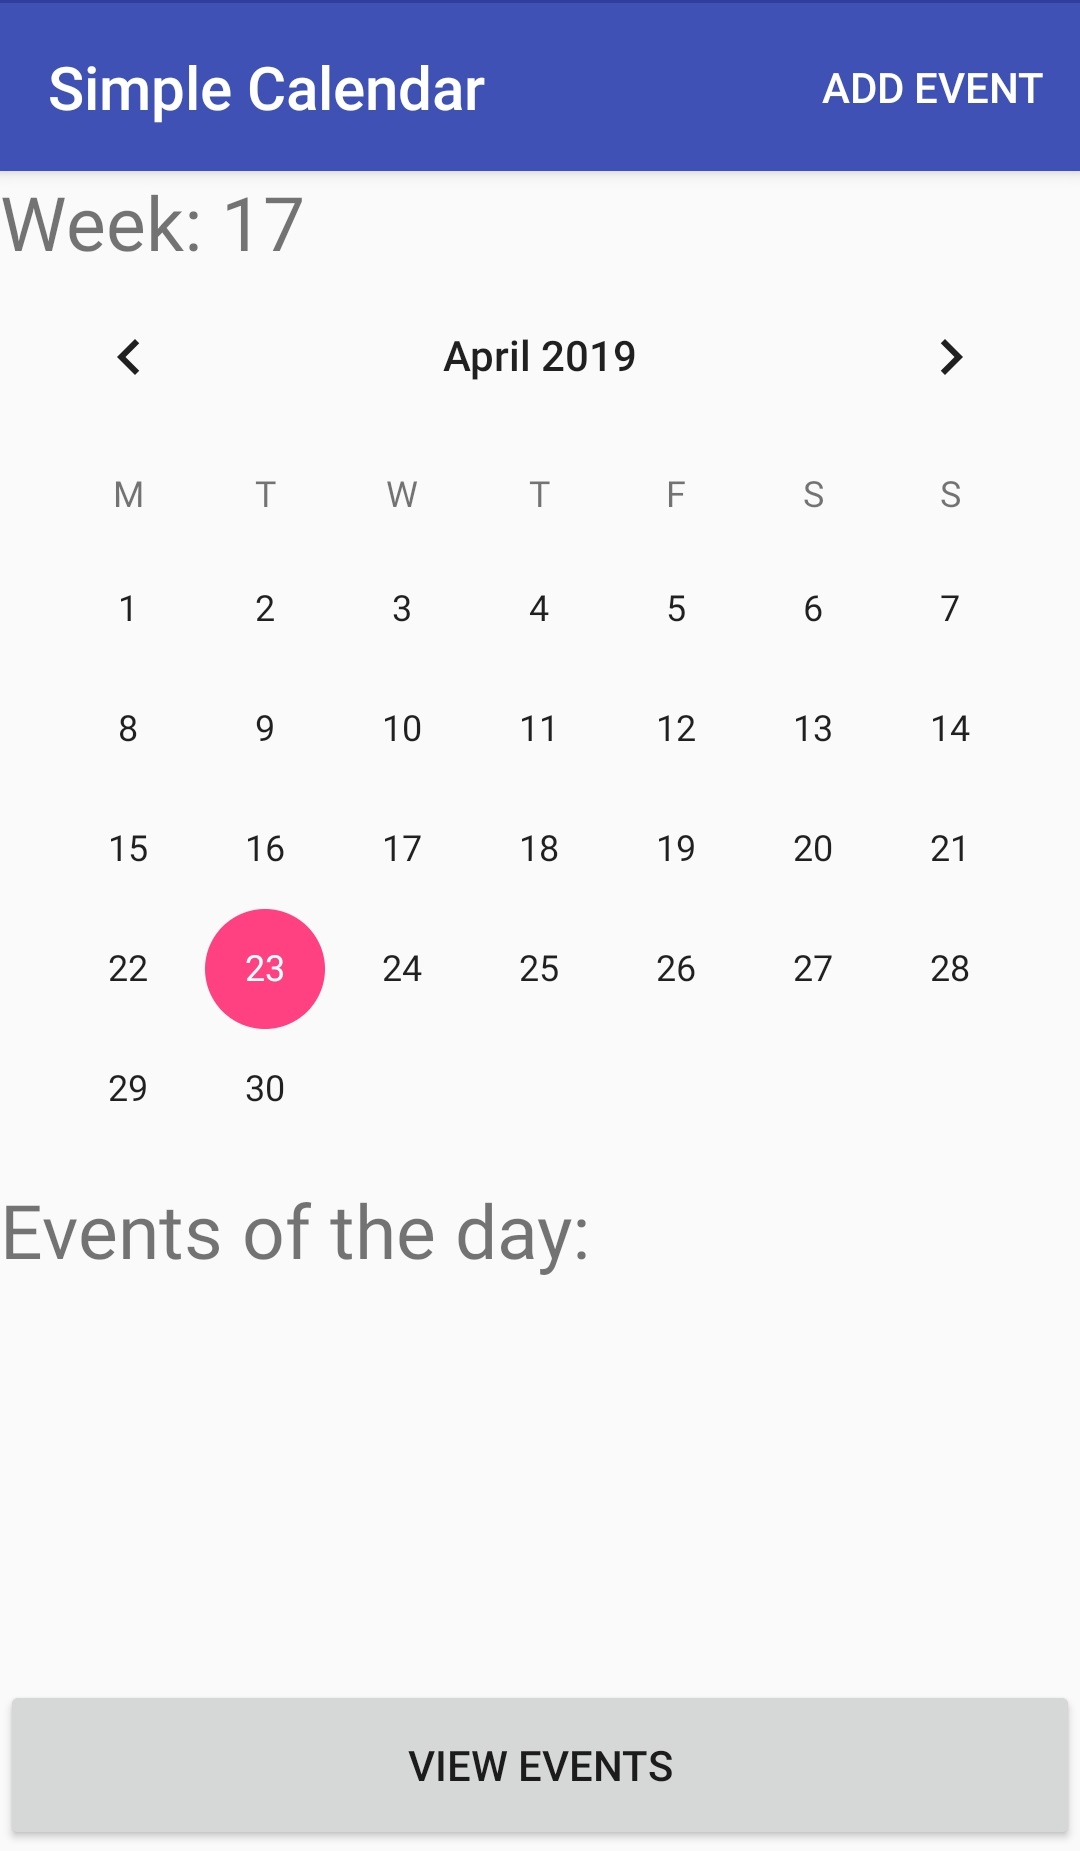 Simple Calendar ADD EVENT
Week: 17
April 2019
M T W T F S S
1 2 3 4 5 6 7
8 9 10 11 12 13 14
15 16 17 18 19 20 21
22 23 24 25 26 27 28
29 30
Events of the day:
VIEW EVENTS